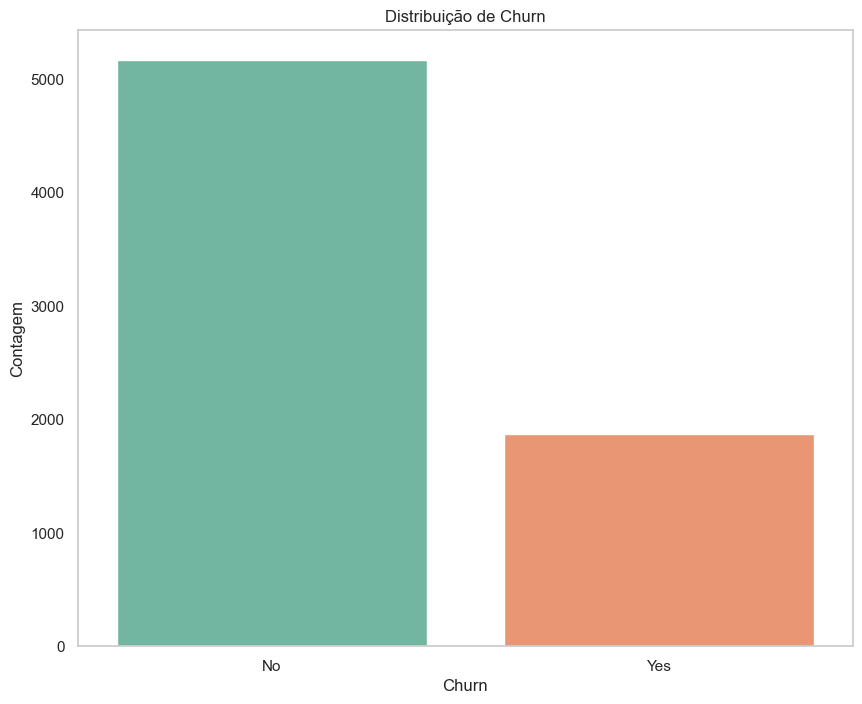 Distribuição de Churn
Contagem
5000
4000
3000
2000
1000
0
No
Yes
Churn